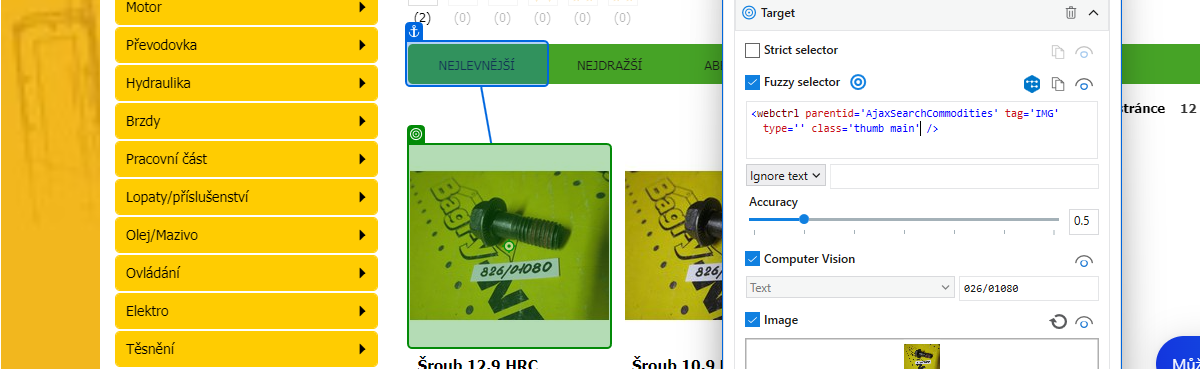 Motor
Převodovka
Hydraulika
Brzdy
Pracovní část
Lopaty/příslušenství
Olej/Mazivo
Ovládání
Elektro
Těsnění
(2) (0) (0) (0) (0) (0)
NEJLEVNĚJŠÍ NEJDRAŽŠÍ
826/01080
826/010
Šroub 12.9 HRC Šroub 10.9
Target
Strict selector
Fuzzy selector
<webctrl parentid='AjaxSearchCommodities' tag='IMG'
type='' class='thumb main' />
Ignore text
Accuracy
0.5
Computer Vision
Text 026/01080
Image
stránce 12
Můž